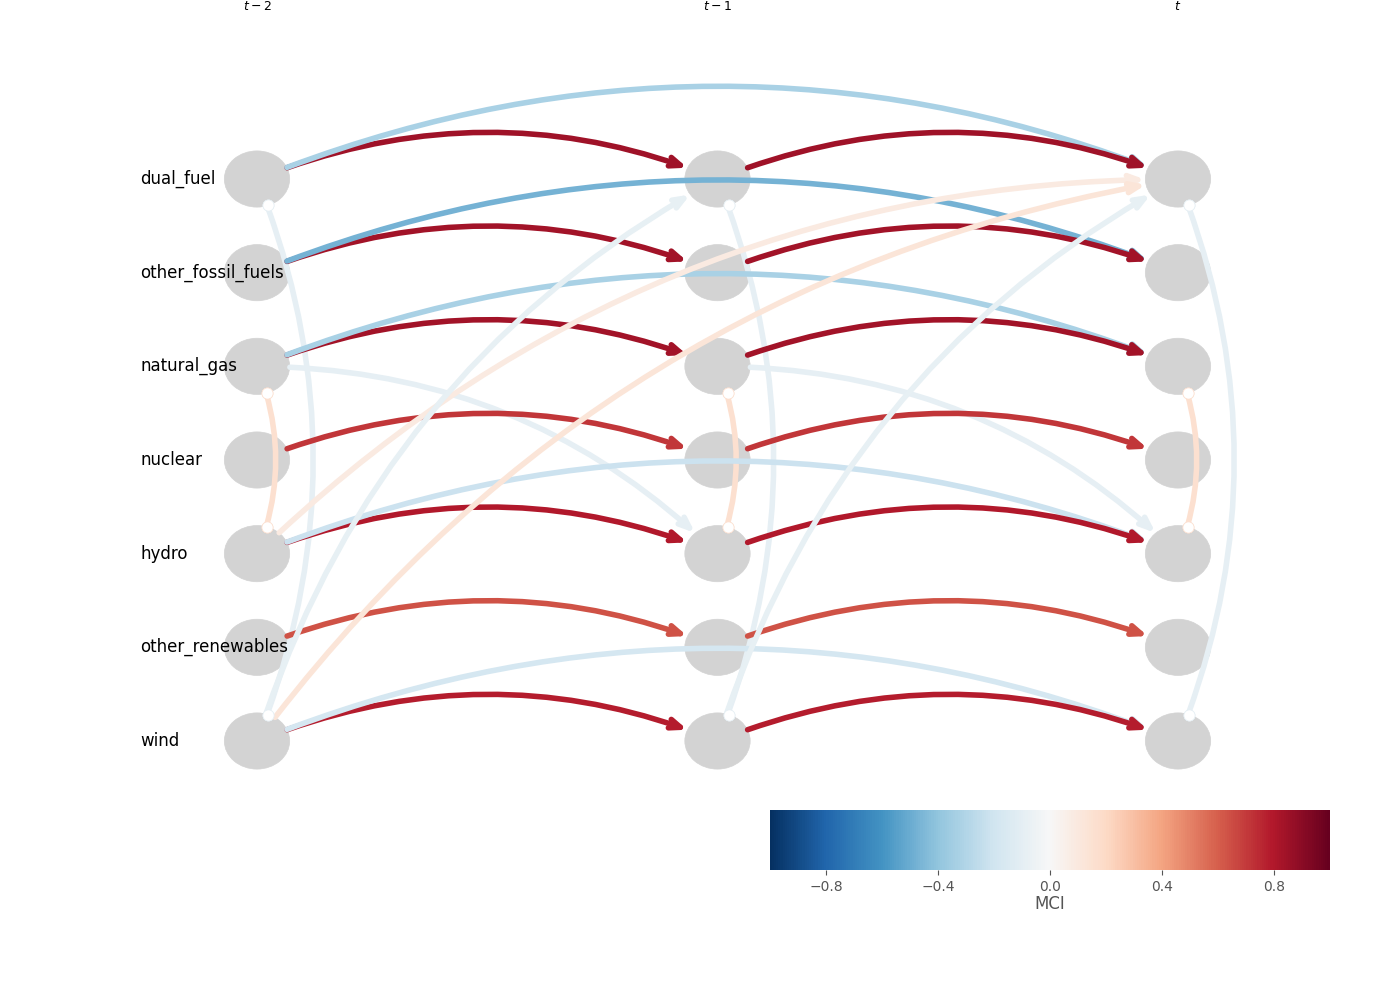 t − 2 t − 1 t
dual_fuel
other_fossil_fuels
natural_gas
nuclear
hydro
other_renewables
wind
−0.8 −0.4 0.0 0.4 0.8
MCI